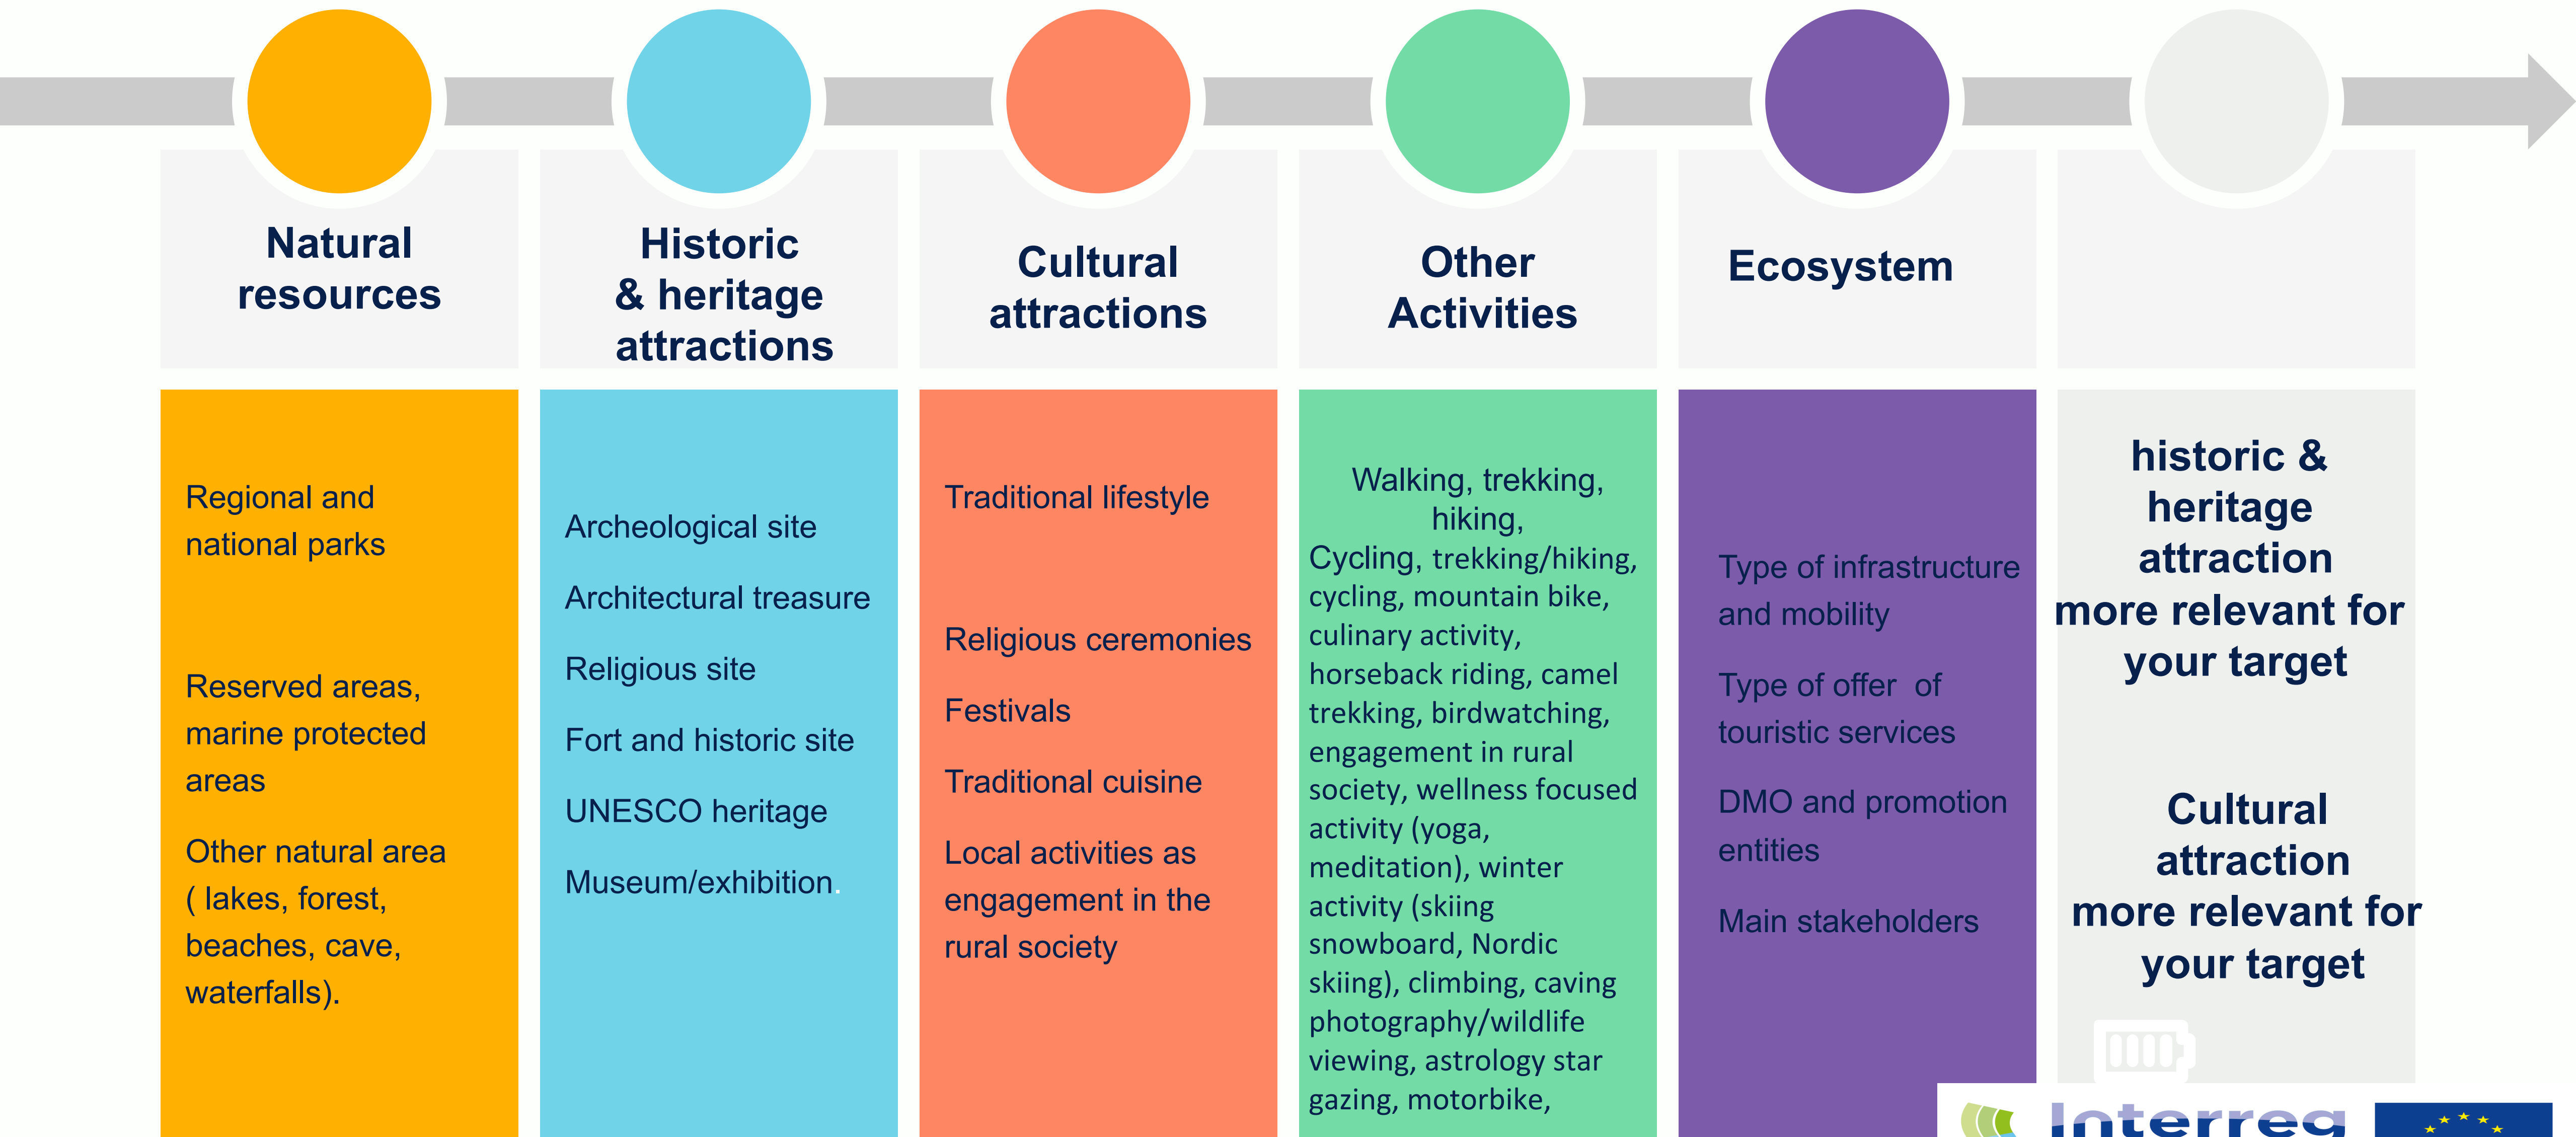 Natural
resources
Historic
& heritage
attractions
Cultural
attractions
Other
Activities
Ecosystem
Regional and
national parks
Reserved areas,
marine protected
areas
Other natural area
( lakes, forest,
beaches, cave,
waterfalls).
Archeological site
Architectural treasure
Religious site
Fort and historic site
UNESCO heritage
Museum/exhibition.
Traditional lifestyle
Religious ceremonies
Festivals
Traditional cuisine
Local activities as
engagement in the
rural society
Walking, trekking,
hiking,
Cycling, trekking/hiking,
cycling, mountain bike,
culinary activity,
horseback riding, camel
trekking, birdwatching,
engagement in rural
society, wellness focused
activity (yoga,
meditation), winter
activity (skiing
snowboard, Nordic
skiing), climbing, caving
photography/wildlife
viewing, astrology star
gazing, motorbike,
Type of infrastructure
and mobility
Type of offer  of
touristic services
DMO and promotion
entities
Main stakeholders
historic &
heritage
attraction
more relevant for
your target
Cultural
attraction
more relevant for
your target
Interreg